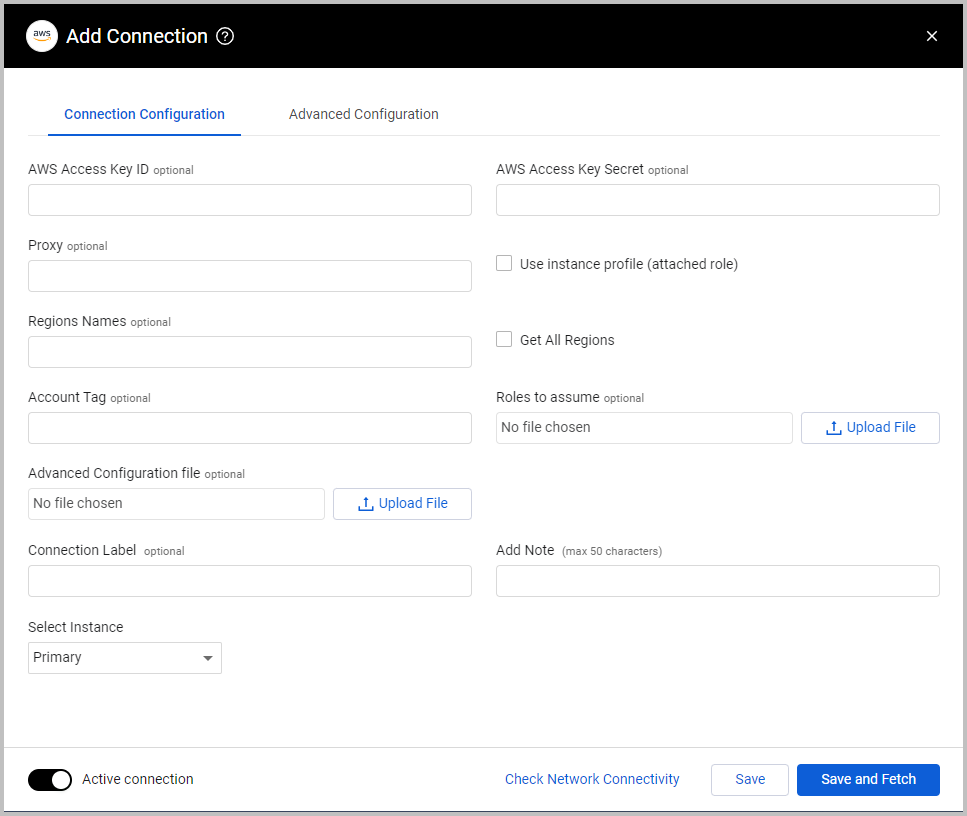 aws Add Connection ?
Connection Configuration Advanced Configuration
AWS Access Key ID optional AWS Access Key Secret optional
Proxy optional
Use instance profile (attached role)
Regions Names optional
Get All Regions
Account Tag optional Roles to assume optional
No file chosen Upload File
Advanced Configuration file optional
No file chosen Upload File
Connection Label optional Add Note (max 50 characters)
Select Instance
Primary
Active connection Check Network Connectivity Save Save and Fetch